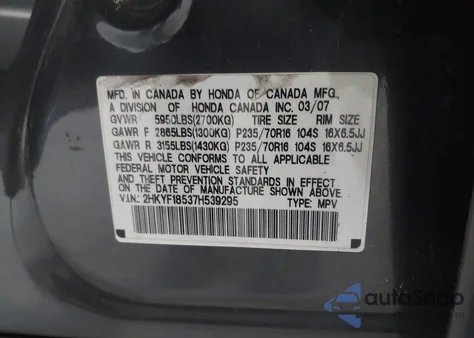 MFD. IN CANADA BY HONDA OF CANADA MFG.,
A DIVISION OF HONDA CANADA INC. 03/07
GVWR 5950LBS(2700KG) TIRE SIZE RIM SIZE
GAWR F 2865LBS(1300KG) P235/70R16 104S 16X6.5JJ
GAWR R 3155LBS(1430KG) P235/70R16 104S 16X6.5JJ
THIS VEHICLE CONFORMS TO ALL APPLICABLE
FEDERAL MOTOR VEHICLE SAFETY
AND THEFT PREVENTION STANDARDS IN EFFECT
ON THE DATE OF MANUFACTURE SHOWN ABOVE.
V.I.N: 2HKYF18537H539295 TYPE: MPV
autoSnap